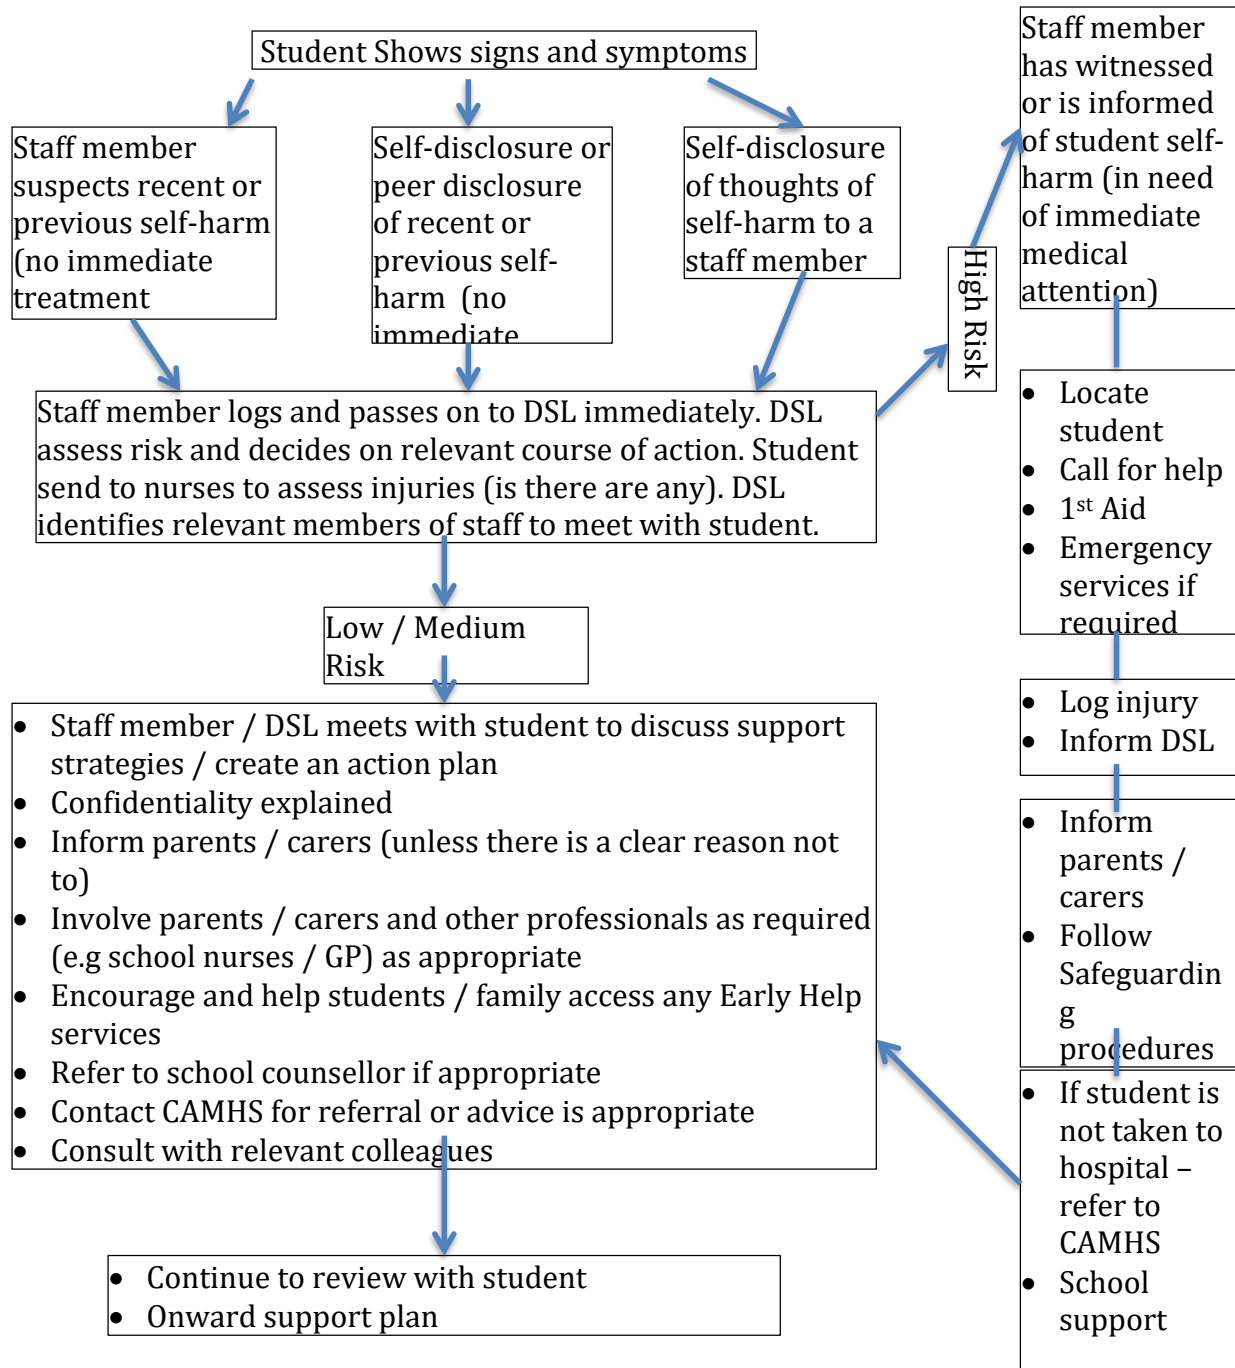 Student Shows signs and symptoms
Staff member
suspects recent or
previous self-harm
(no immediate
treatment
Self-disclosure or
peer disclosure
of recent or
previous self-
harm (no
immediate
Self-disclosure
of thoughts of
self-harm to a
staff member
High Risk
Staff member
has witnessed
or is informed
of student self-
harm (in need
of immediate
medical
attention)
Staff member logs and passes on to DSL immediately. DSL
assess risk and decides on relevant course of action. Student
send to nurses to assess injuries (is there are any). DSL
identifies relevant members of staff to meet with student.
• Locate
student
• Call for help
• 1st Aid
• Emergency
services if
required
Low / Medium
Risk
• Log injury
• Inform DSL
• Staff member / DSL meets with student to discuss support
strategies / create an action plan
• Confidentiality explained
• Inform parents / carers (unless there is a clear reason not
to)
• Involve parents / carers and other professionals as required
(e.g school nurses / GP) as appropriate
• Encourage and help students / family access any Early Help
services
• Refer to school counsellor if appropriate
• Contact CAMHS for referral or advice is appropriate
• Consult with relevant colleagues
• Inform
parents /
carers
• Follow
Safeguardin
g
procedures
• If student is
not taken to
hospital –
refer to
CAMHS
• School
support
• Continue to review with student
• Onward support plan